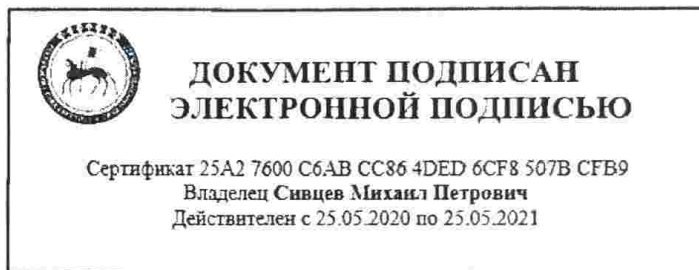 ДОКУМЕНТ ПОДПИСАН
ЭЛЕКТРОННОЙ ПОДПИСЬЮ
Сертификат 25A2 7600 C6AB CC86 4DED 6CF8 507B CFB9
Владелец Сивцев Михаил Петрович
Действителен с 25.05.2020 по 25.05.2021